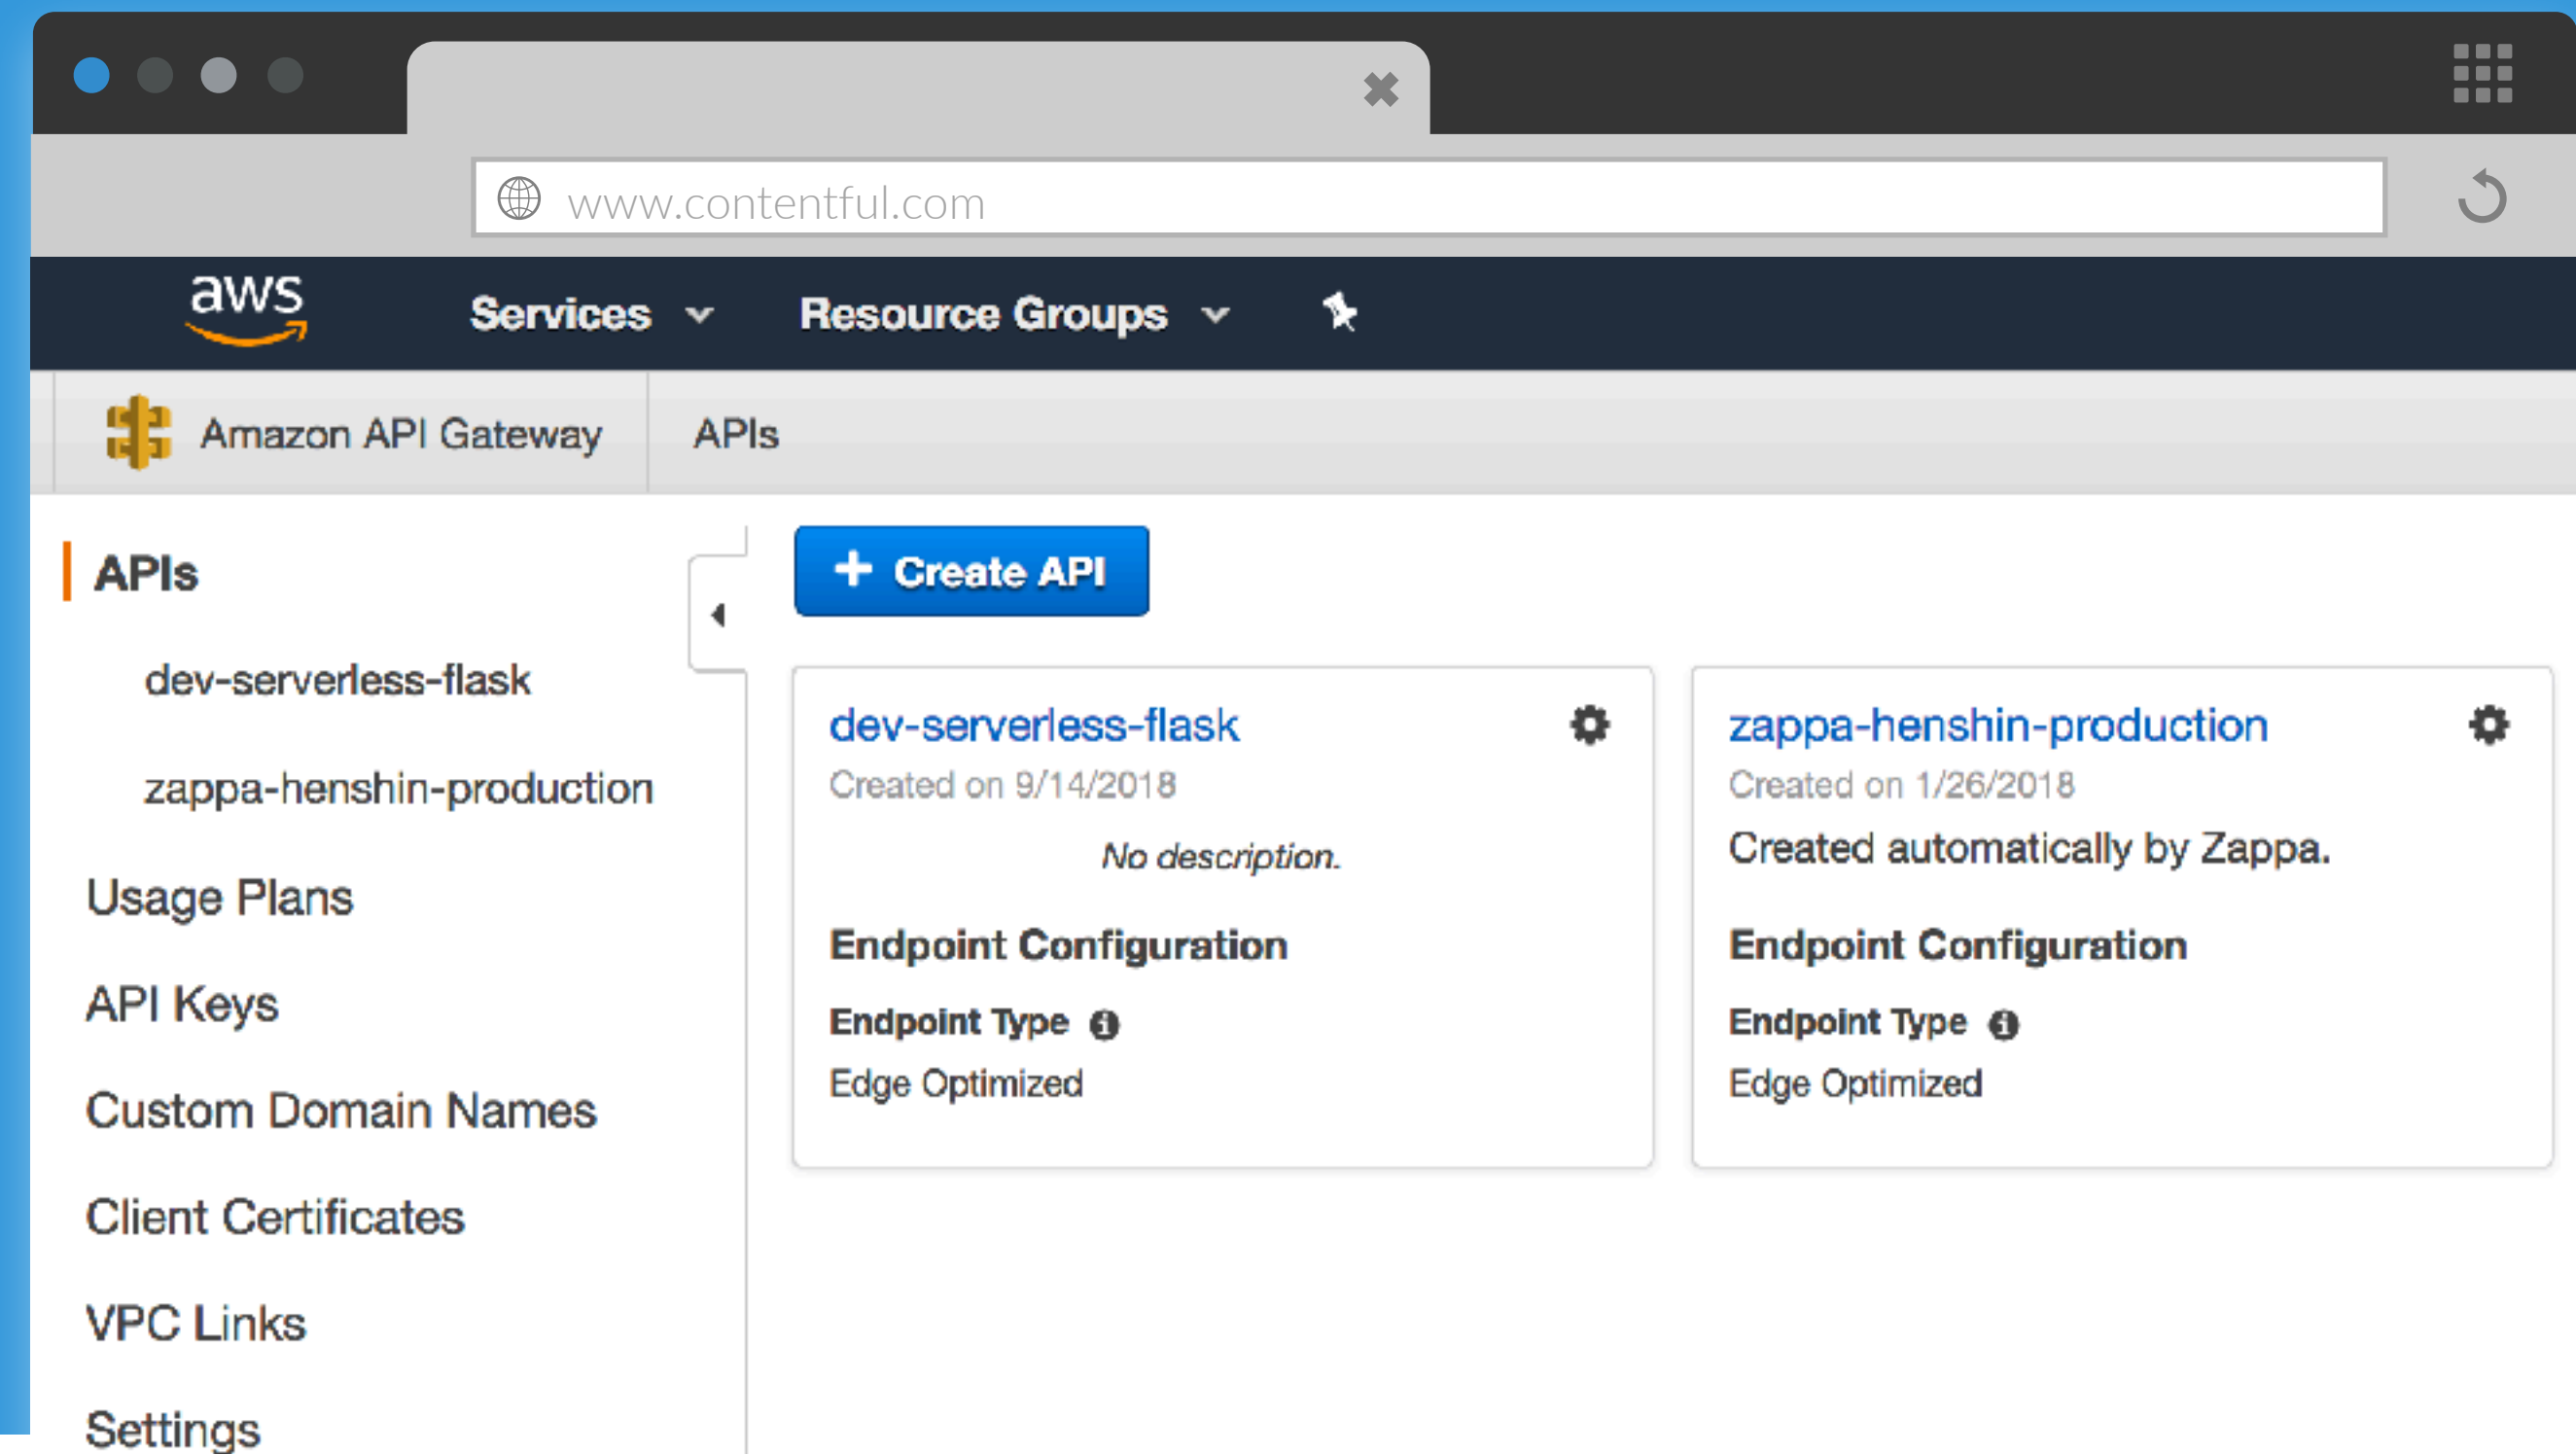 www.contentful.com
aws Services Resource Groups
Amazon API Gateway APIs
APIs
dev-serverless-flask
zappa-henshin-production
Usage Plans
API Keys
Custom Domain Names
Client Certificates
VPC Links
Settings
+ Create API
dev-serverless-flask
Created on 9/14/2018
No description.
Endpoint Configuration
Endpoint Type
Edge Optimized
zappa-henshin-production
Created on 1/26/2018
Created automatically by Zappa.
Endpoint Configuration
Endpoint Type
Edge Optimized